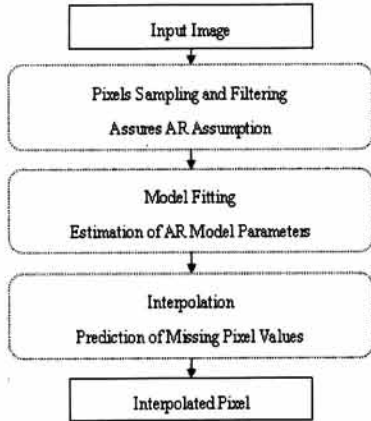 Input Image
Pixels Sampling and Filtering
Assures AR Assumption
Model Fitting
Estimation of AR Model Parameters
Interpolation
Prediction of Missing Pixel Values
Interpolated Pixel